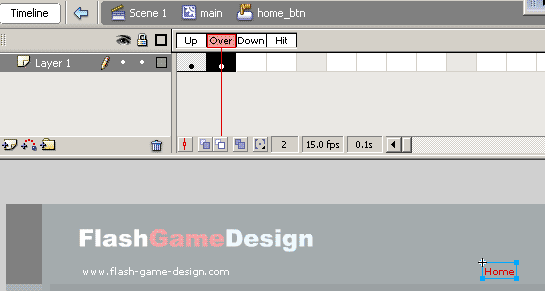 Timeline Scene 1 main home_btn
Up Over Down Hit
Layer 1
2 15.0 fps 0.1s
FlashGameDesign
www.flash-game-design.com Home